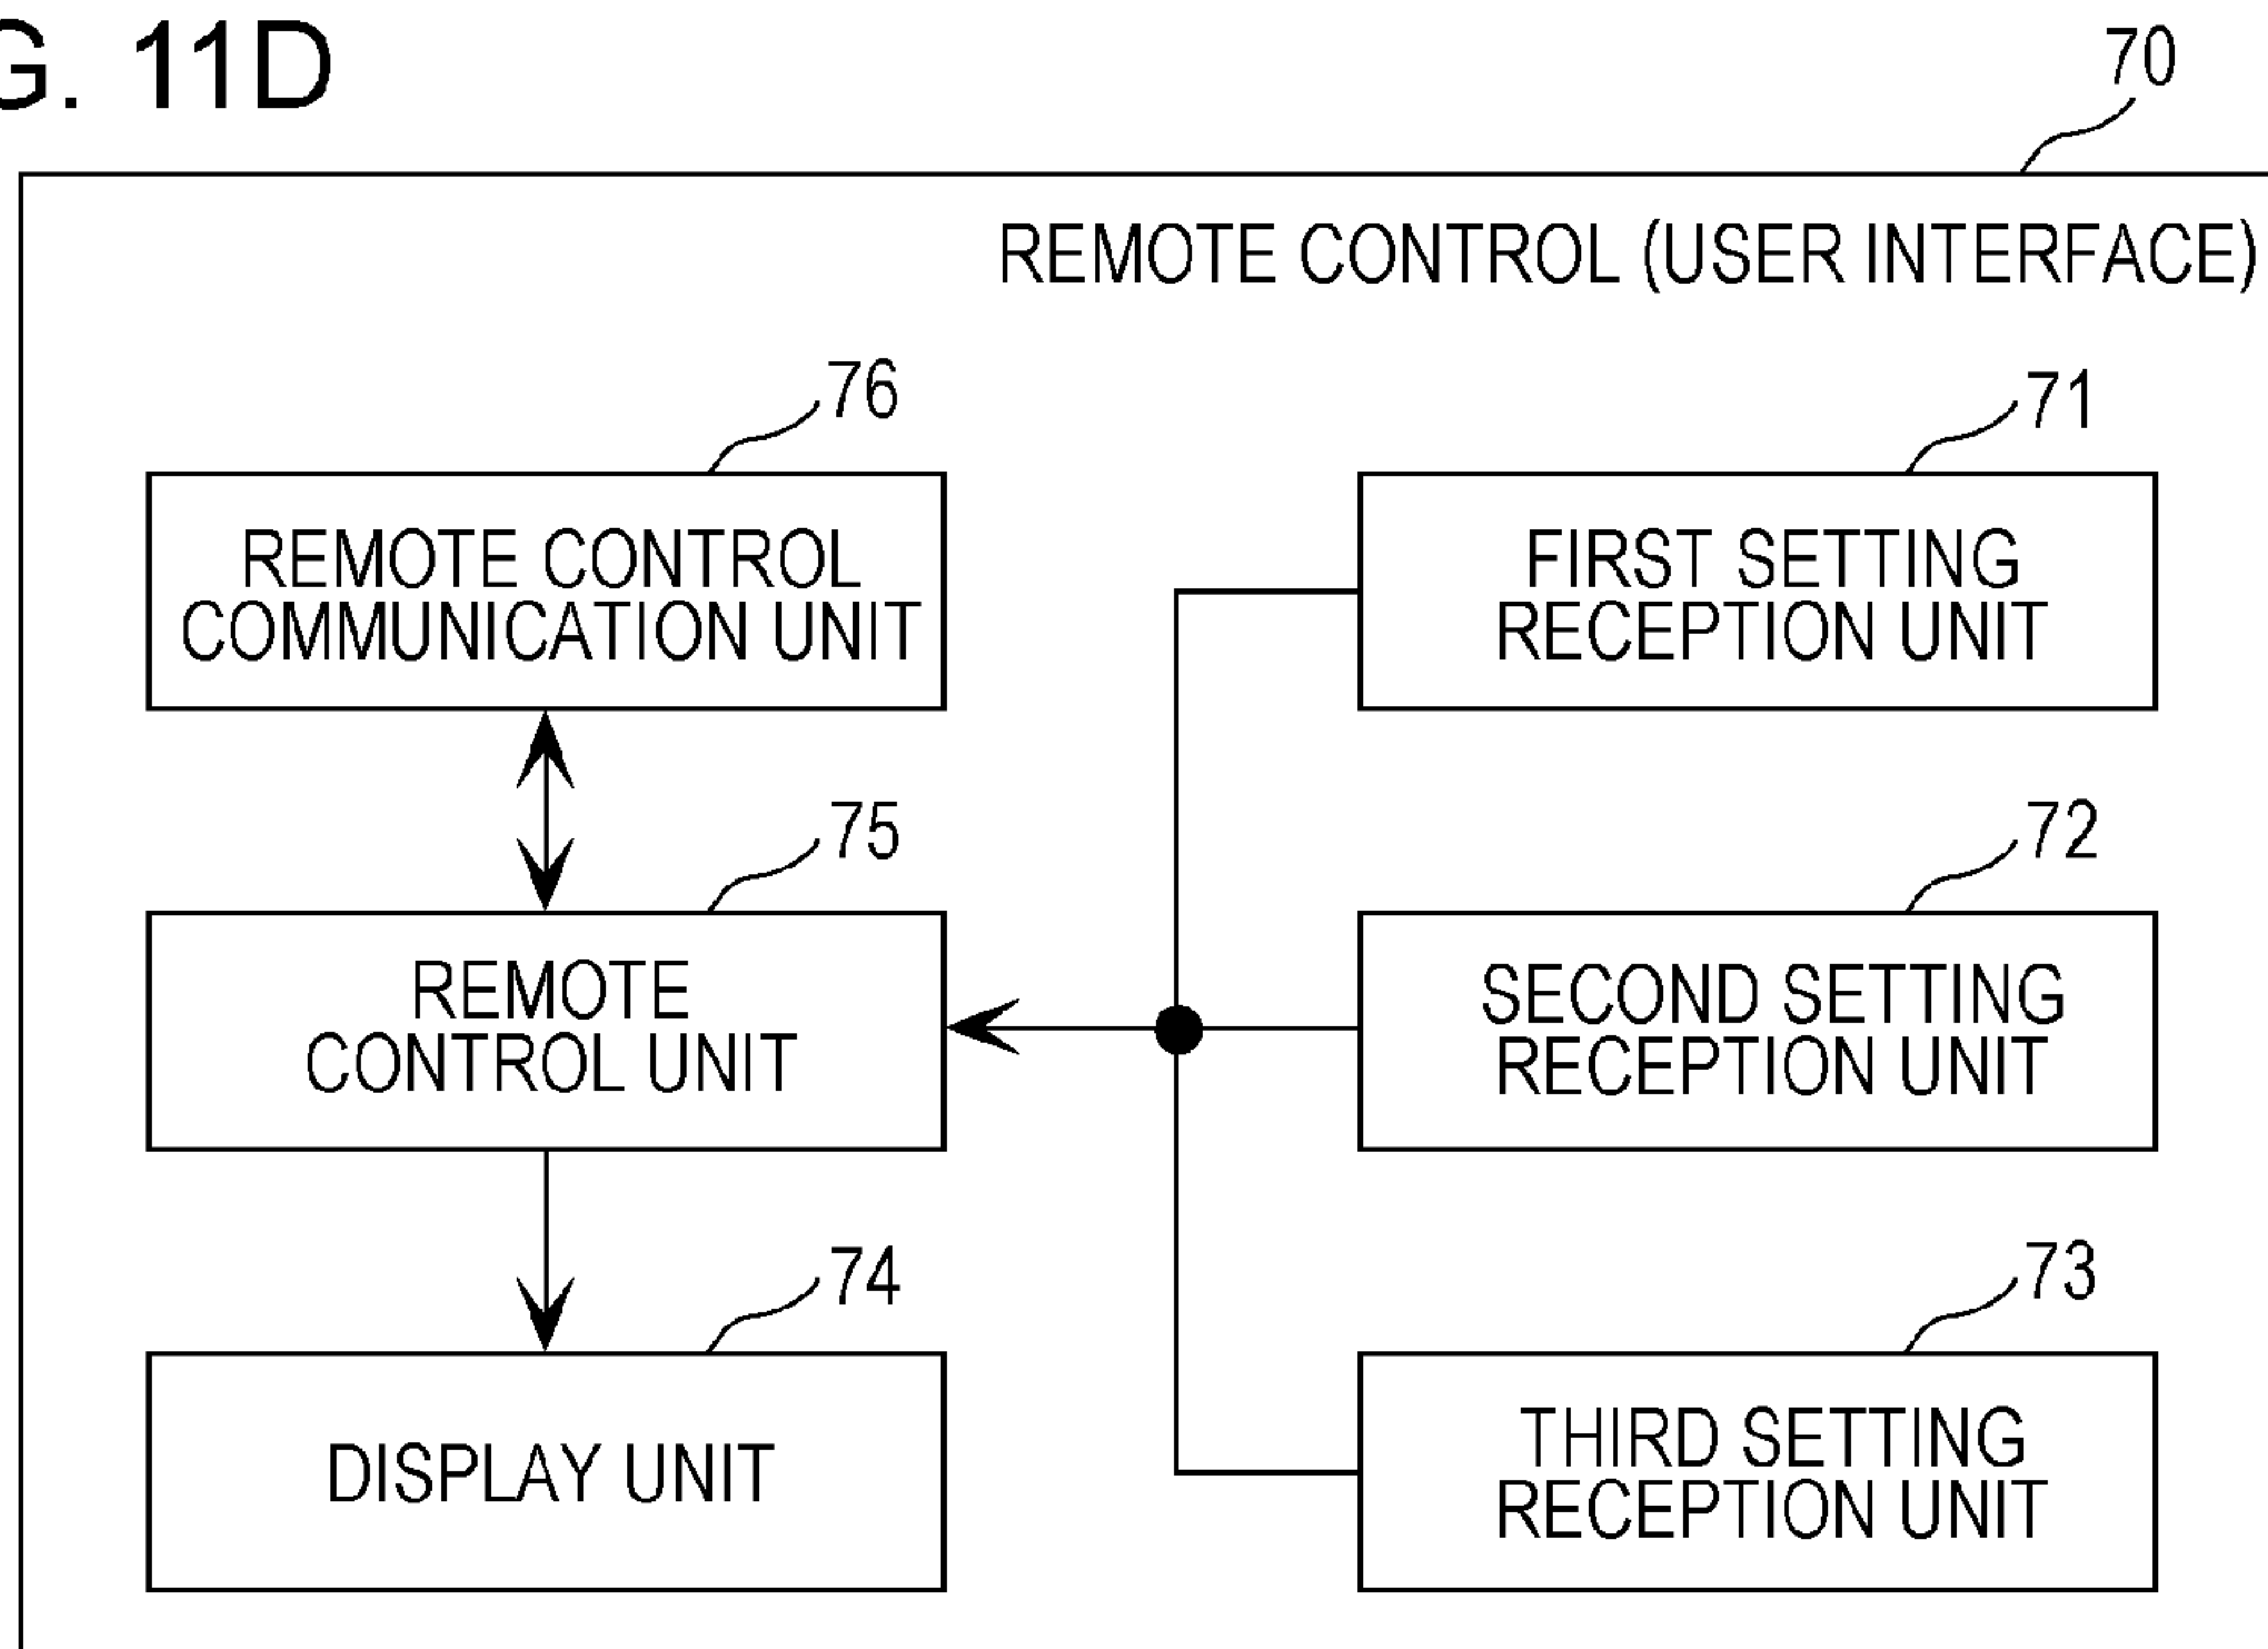 G. 11D
70
REMOTE CONTROL (USER INTERFACE)
76
REMOTE CONTROL
COMMUNICATION UNIT
71
FIRST SETTING
RECEPTION UNIT
75
REMOTE
CONTROL UNIT
72
SECOND SETTING
RECEPTION UNIT
74
DISPLAY UNIT
73
THIRD SETTING
RECEPTION UNIT